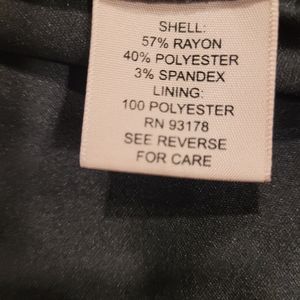 SHELL:
57% RAYON
40% POLYESTER
3% SPANDEX
LINING:
100 POLYESTER
RN 93178
SEE REVERSE
FOR CARE